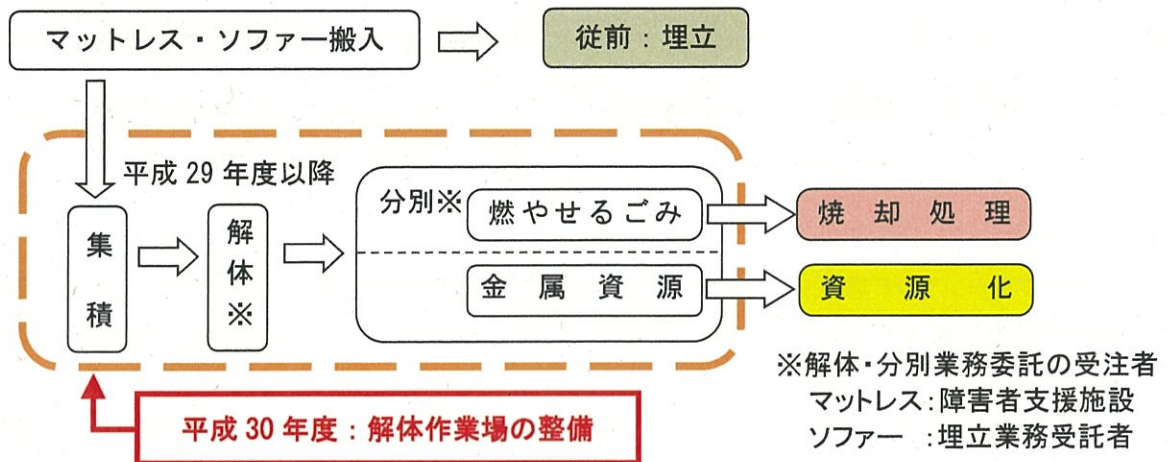 マットレス・ソファー搬入
従前：埋立
平成 29 年度以降
集積
解体※
分別※
燃やせるごみ
焼却処理
金属資源
資源化
平成 30 年度：解体作業場の整備
※解体・分別業務委託の受注者
マットレス：障害者支援施設
ソファー　：埋立業務受託者